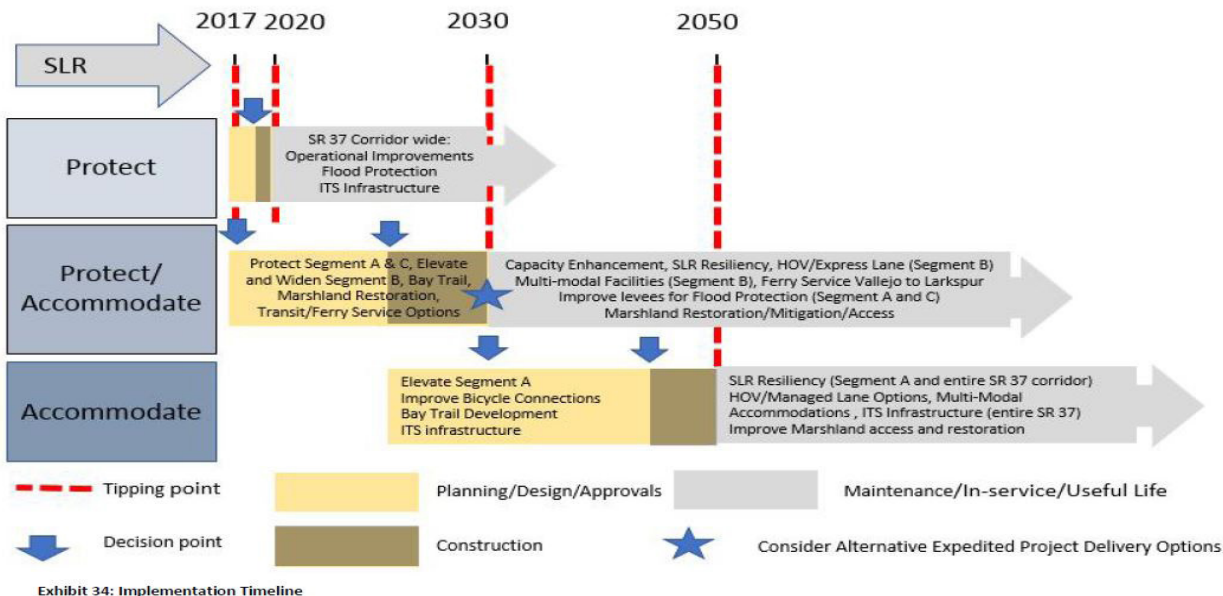 2017 2020 2030 2050
SLR
Protect
SR 37 Corridor wide:
Operational Improvements
Flood Protection
ITS Infrastructure
Protect/
Accommodate
Protect Segment A & C, Elevate
and Widen Segment B, Bay Trail,
Marshland Restoration,
Transit/Ferry Service Options
Capacity Enhancement, SLR Resiliency, HOV/Express Lane (Segment B)
Multi-modal Facilities (Segment B), Ferry Service Vallejo to Larkspur
Improve levees for Flood Protection (Segment A and C)
Marshland Restoration/Mitigation/Access
Accommodate
Elevate Segment A
Improve Bicycle Connections
Bay Trail Development
ITS infrastructure
SLR Resiliency (Segment A and entire SR 37 corridor)
HOV/Managed Lane Options, Multi-Modal
Accommodations , ITS Infrastructure (entire SR 37)
Improve Marshland access and restoration
Tipping point
Planning/Design/Approvals
Maintenance/In-service/Useful Life
Decision point
Construction
Consider Alternative Expedited Project Delivery Options
Exhibit 34: Implementation Timeline